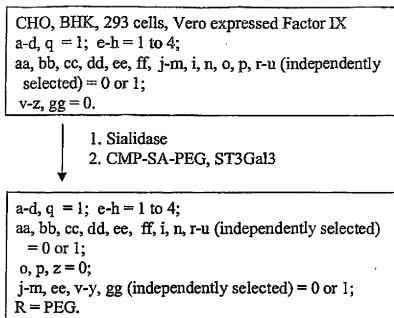 CHO, BHK, 293 cells, Vero expressed Factor IX
a-d, q = 1; e-h = 1 to 4;
aa, bb, cc, dd, ee, ff, j-m, i, n, o, p, r-u (independently
selected) = 0 or 1;
v-z, gg = 0.
1. Sialidase
2. CMP-SA-PEG, ST3Gal3
a-d, q = 1; e-h = 1 to 4;
aa, bb, cc, dd, ee, ff, i, n, r-u (independently selected)
= 0 or 1;
o, p, z = 0;
j-m, ee, v-y, gg (independently selected) = 0 or 1;
R = PEG.